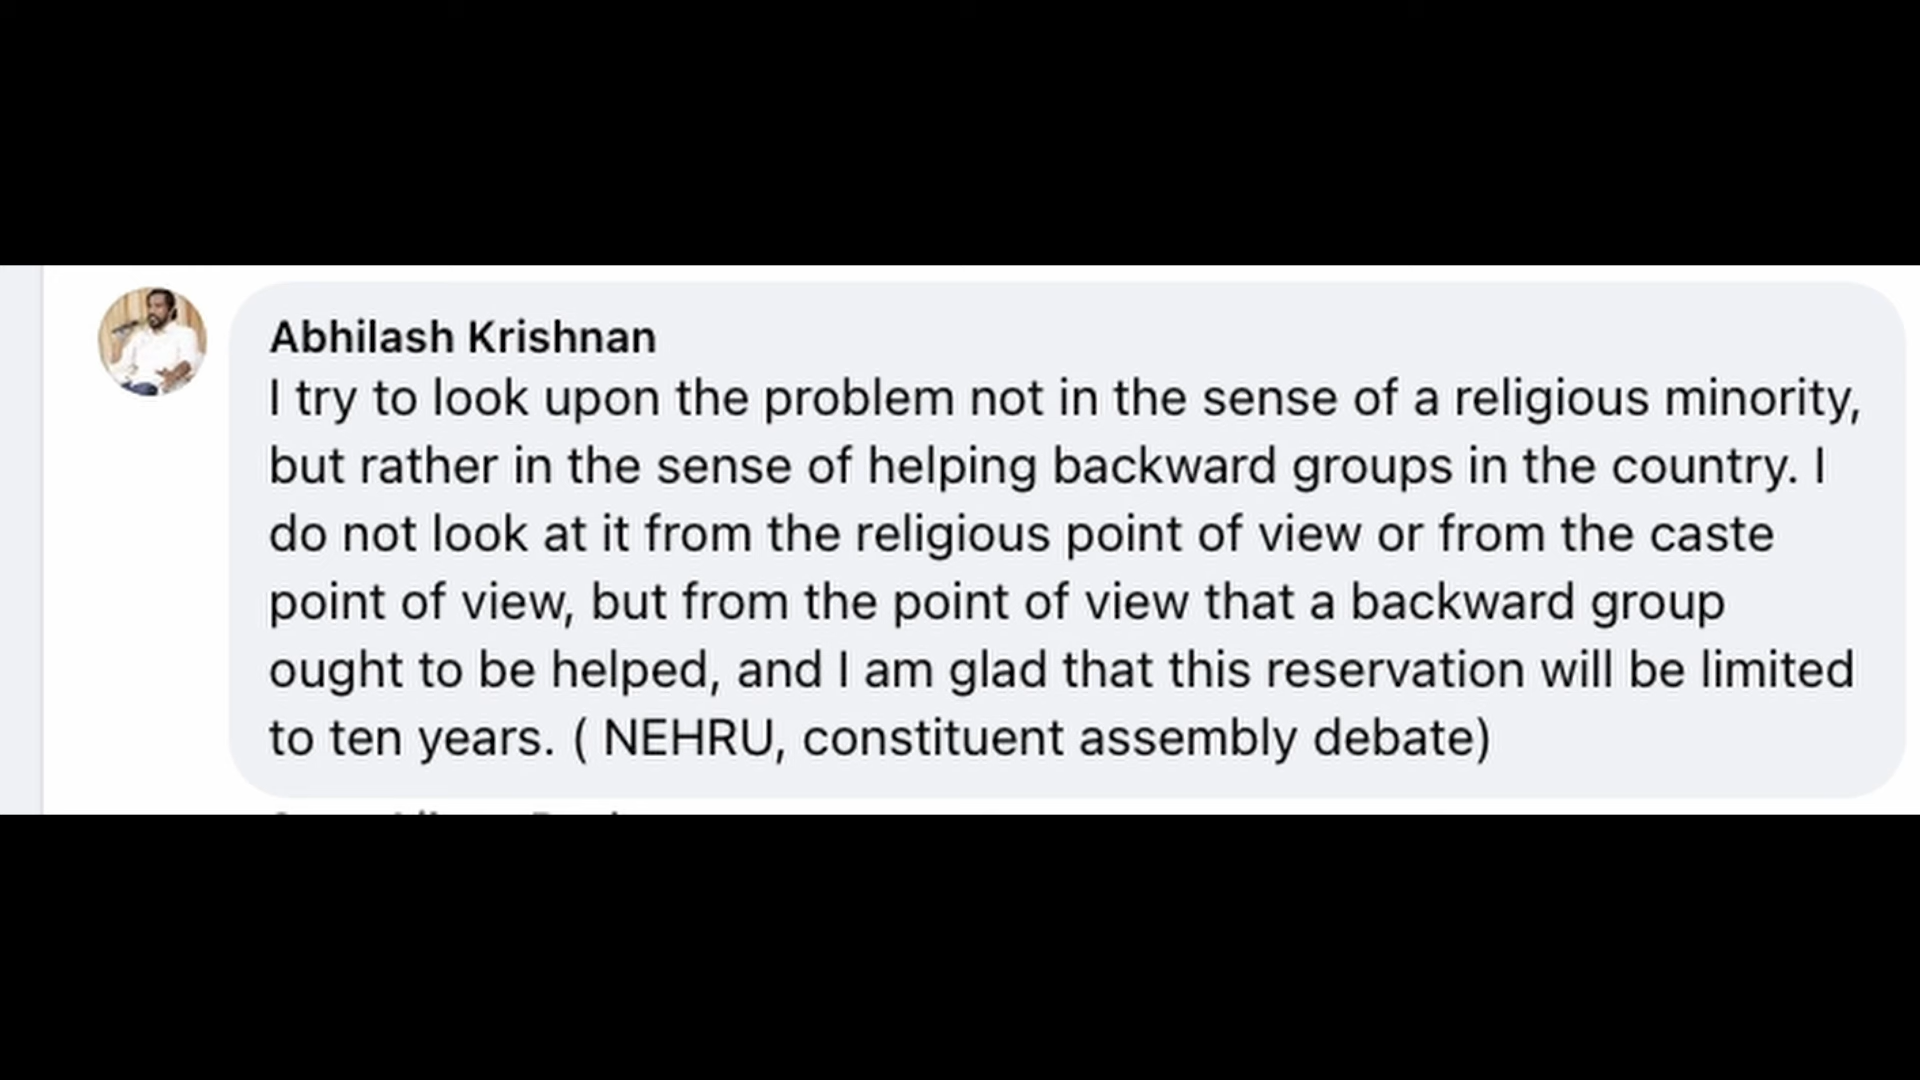 Abhilash Krishnan
I try to look upon the problem not in the sense of a religious minority,
but rather in the sense of helping backward groups in the country. I
do not look at it from the religious point of view or from the caste
point of view, but from the point of view that a backward group
ought to be helped, and I am glad that this reservation will be limited
to ten years. ( NEHRU, constituent assembly debate)